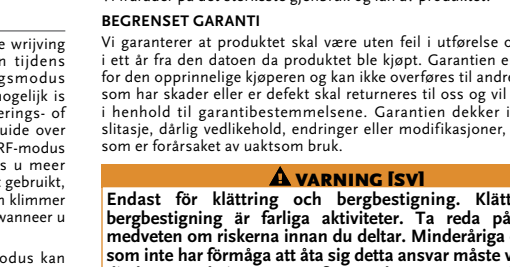 e wrijving
n tijdens
gsmodus
ogelijk is
erings- of
uide over
RF-modus
s u meer
gebruikt,
n klimmer
wanneer u
odus kan
BEGRENSET GARANTI
Vi garanterer at produktet skal være uten feil i utførelse o
i ett år fra den datoen da produktet ble kjøpt. Garantien e
for den opprinnelige kjøperen og kan ikke overføres til andre
som har skader eller er defekt skal returneres til oss og vil
i henhold til garantibestemmelsene. Garantien dekker i
slitasje, dårlig vedlikehold, endringer eller modifikasjoner,
som er forårsaket av uaktsom bruk.
VARNING [SV]
Endast för klättring och bergbestigning. Klätt
bergbestigning är farliga aktiviteter. Ta reda på
medveten om riskerna innan du deltar. Minderåriga
som inte har förmåga att åta sig detta ansvar måste v